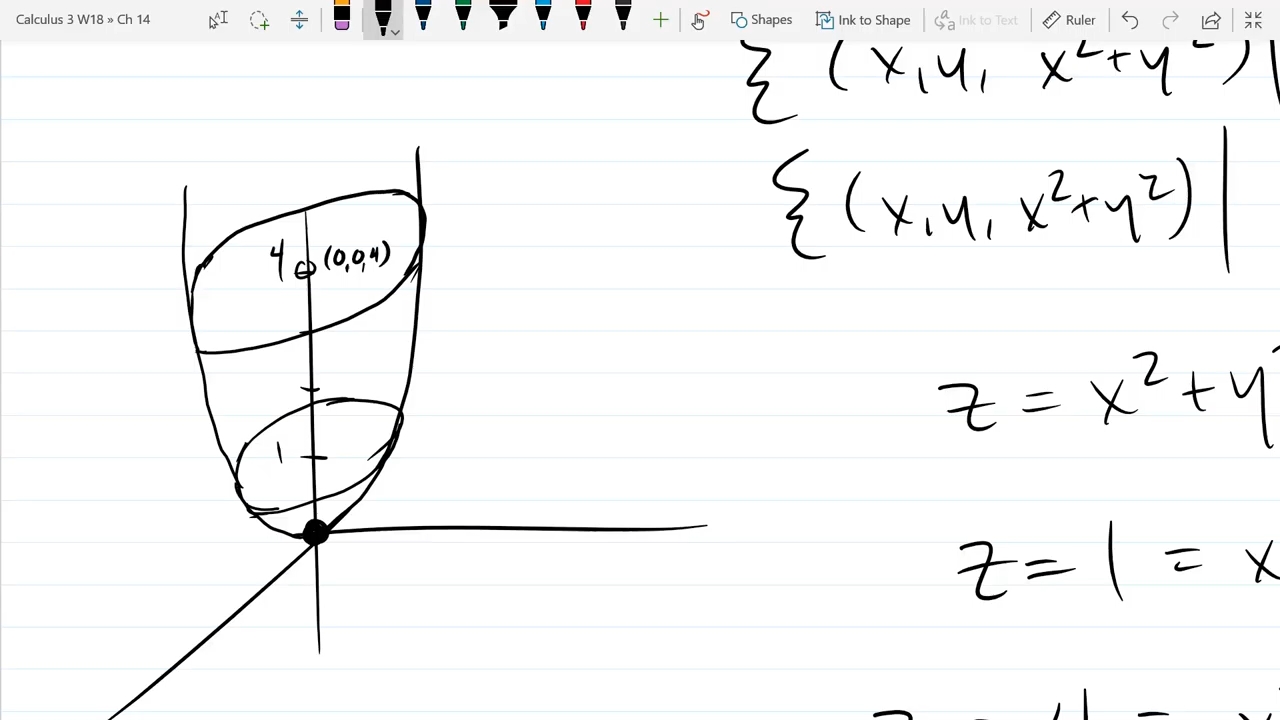 Calculus 3 W18 » Ch 14
Shapes
Ink to Shape
Ink to Text
Ruler
{ (x,y, x²+y²) |
{ (x,y, x²+y²) |
4 (0,0,4)
z = x²+y
1
z = 1 = x